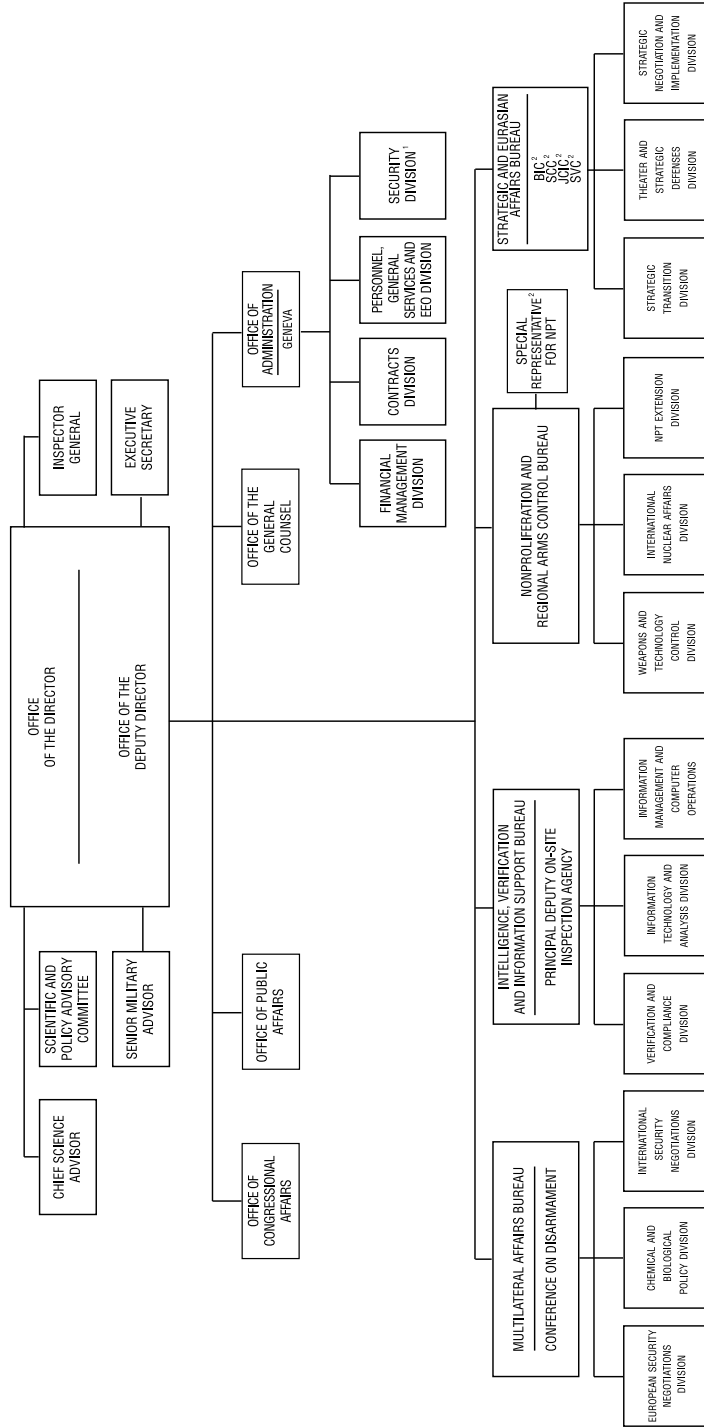 OFFICE
OF THE DIRECTOR
OFFICE OF THE
DEPUTY DIRECTOR
CHIEF SCIENCE
ADVISOR
SCIENTIFIC AND
POLICY ADVISORY
COMMITTEE
INSPECTOR
GENERAL
SENIOR MILITARY
ADVISOR
EXECUTIVE
SECRETARY
OFFICE OF
CONGRESSIONAL
AFFAIRS
OFFICE OF PUBLIC
AFFAIRS
OFFICE OF THE
GENERAL
COUNSEL
OFFICE OF
ADMINISTRATION
GENEVA
FINANCIAL
MANAGEMENT
DIVISION
CONTRACTS
DIVISION
PERSONNEL,
GENERAL
SERVICES AND
EEO DIVISION
SECURITY
DIVISION¹
MULTILATERAL AFFAIRS BUREAU
CONFERENCE ON DISARMAMENT
INTELLIGENCE, VERIFICATION
AND INFORMATION SUPPORT BUREAU
PRINCIPAL DEPUTY ON-SITE
INSPECTION AGENCY
NONPROLIFERATION AND
REGIONAL ARMS CONTROL BUREAU
SPECIAL
REPRESENTATIVE²
FOR NPT
STRATEGIC AND EURASIAN
AFFAIRS BUREAU
BIC²
SCC²
JCIC²
SVC²
EUROPEAN SECURITY
NEGOTIATIONS
DIVISION
CHEMICAL AND
BIOLOGICAL
POLICY DIVISION
INTERNATIONAL
SECURITY
NEGOTIATIONS
DIVISION
VERIFICATION AND
COMPLIANCE
DIVISION
INFORMATION
TECHNOLOGY AND
ANALYSIS DIVISION
INFORMATION
MANAGEMENT AND
COMPUTER
OPERATIONS
WEAPONS AND
TECHNOLOGY
CONTROL
DIVISION
INTERNATIONAL
NUCLEAR AFFAIRS
DIVISION
NPT EXTENSION
DIVISION
STRATEGIC
TRANSITION
DIVISION
THEATER AND
STRATEGIC
DEFENSES
DIVISION
STRATEGIC
NEGOTIATION AND
IMPLEMENTATION
DIVISION